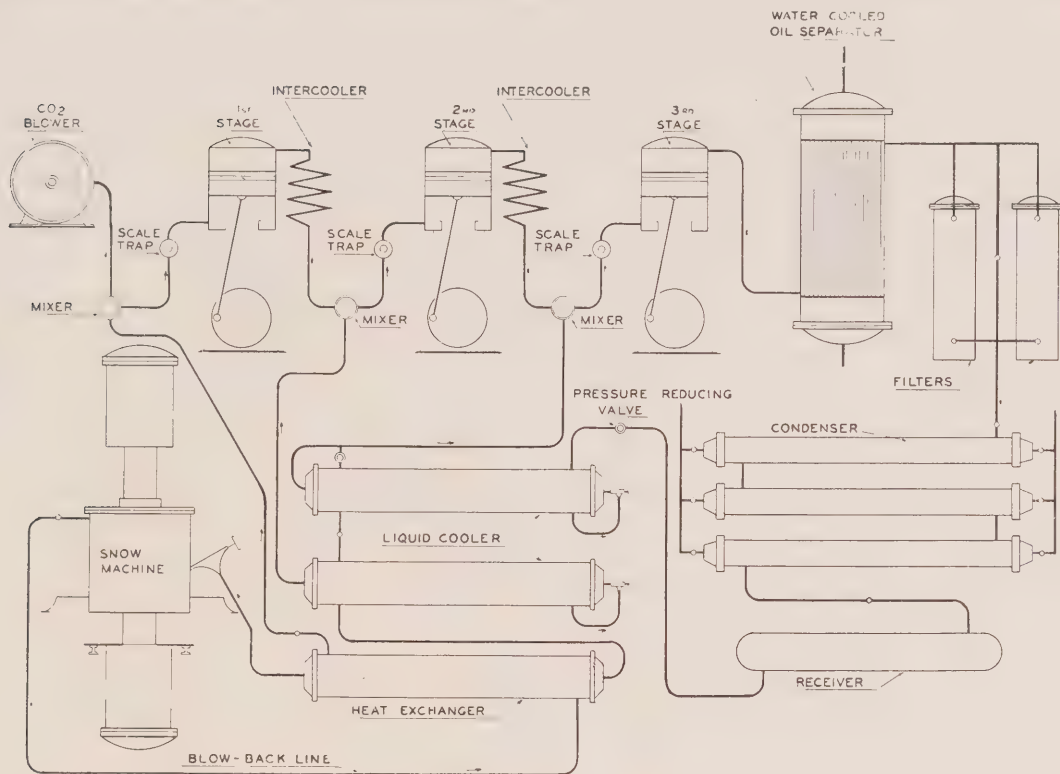 WATER COOLED
OIL SEPARATOR
INTERCOOLER
INTERCOOLER
CO2
BLOWER
1ST
STAGE
2ND
STAGE
3RD
STAGE
SCALE
TRAP
SCALE
TRAP
SCALE
TRAP
MIXER
MIXER
MIXER
FILTERS
PRESSURE REDUCING
VALVE
CONDENSER
LIQUID COOLER
SNOW
MACHINE
RECEIVER
HEAT EXCHANGER
BLOW-BACK LINE